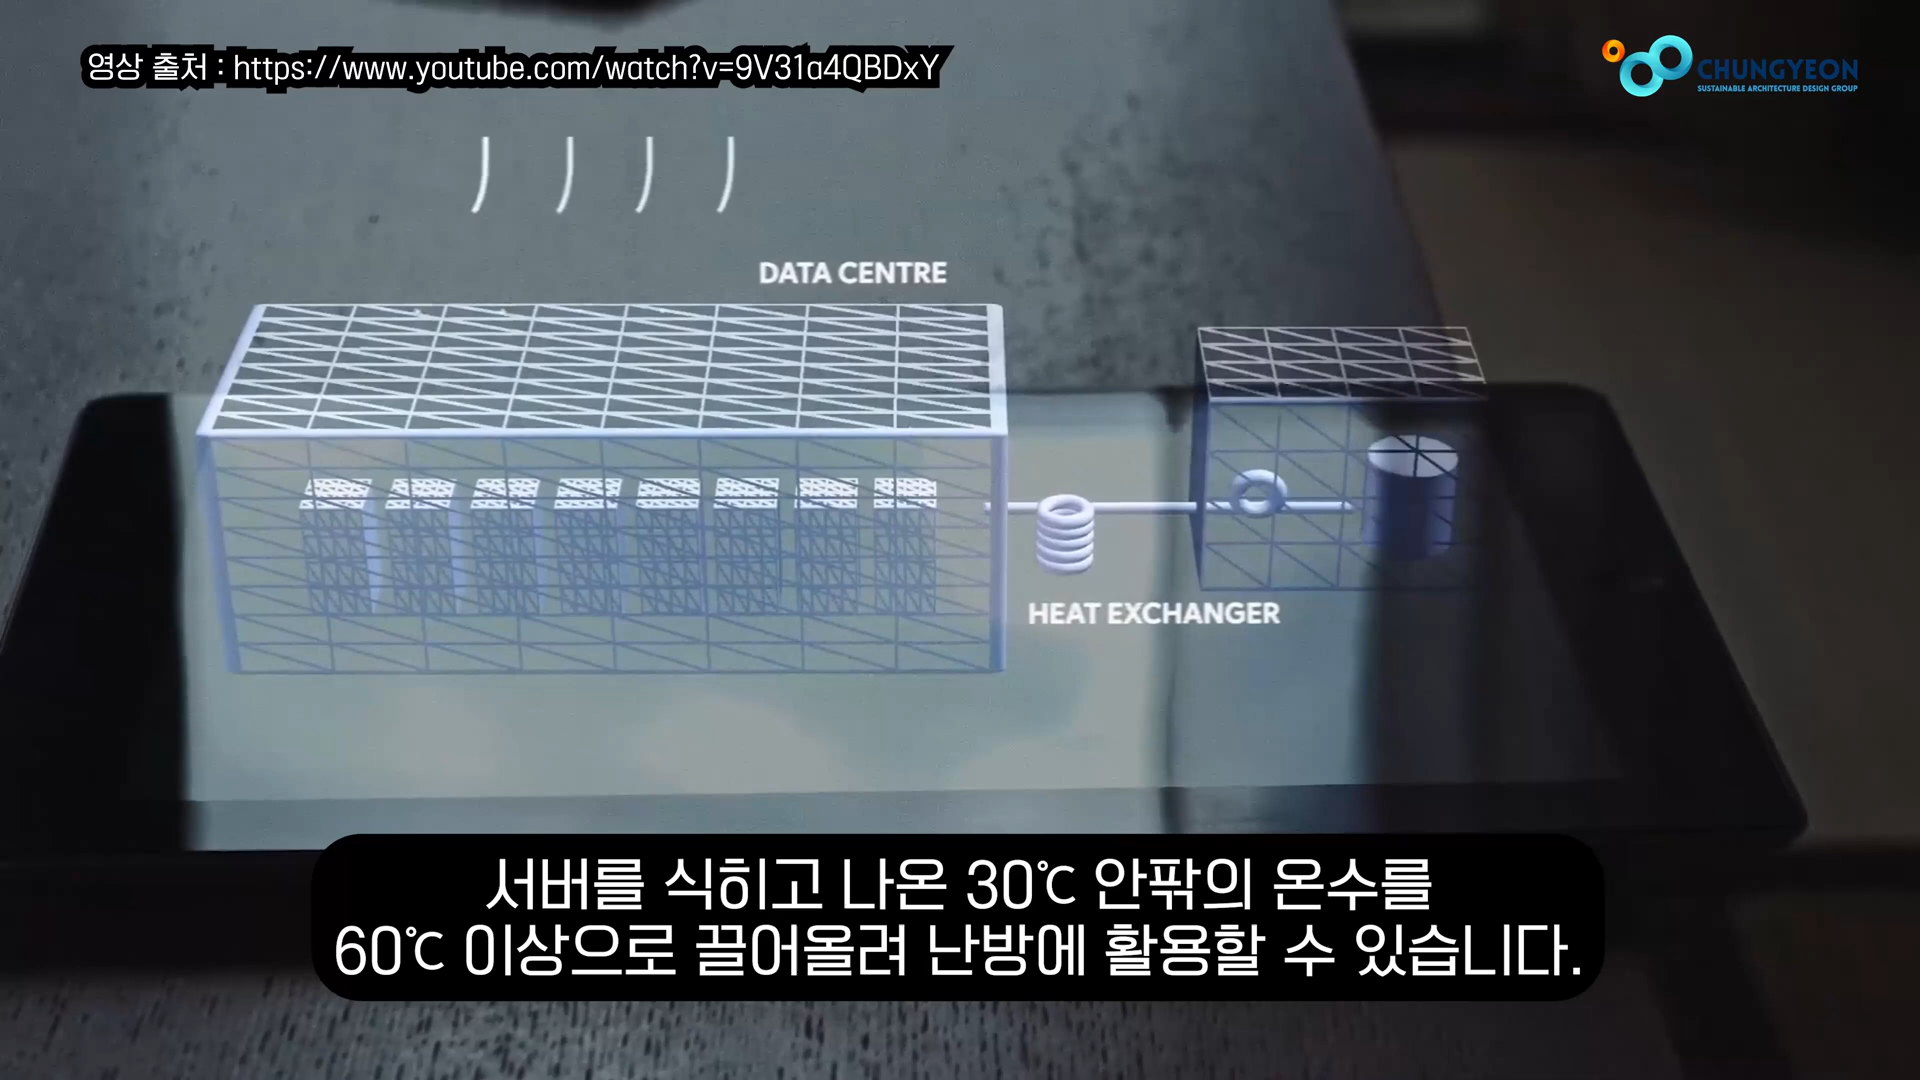 영상 출처 : https://www.youtube.com/watch?v=9V31a4QBDxY
CHUNGYEON
SUSTAINABLE ARCHITECTURE DESIGN GROUP
DATA CENTRE
HEAT EXCHANGER
서버를 식히고 나온 30℃ 안팎의 온수를
60℃ 이상으로 끌어올려 난방에 활용할 수 있습니다.